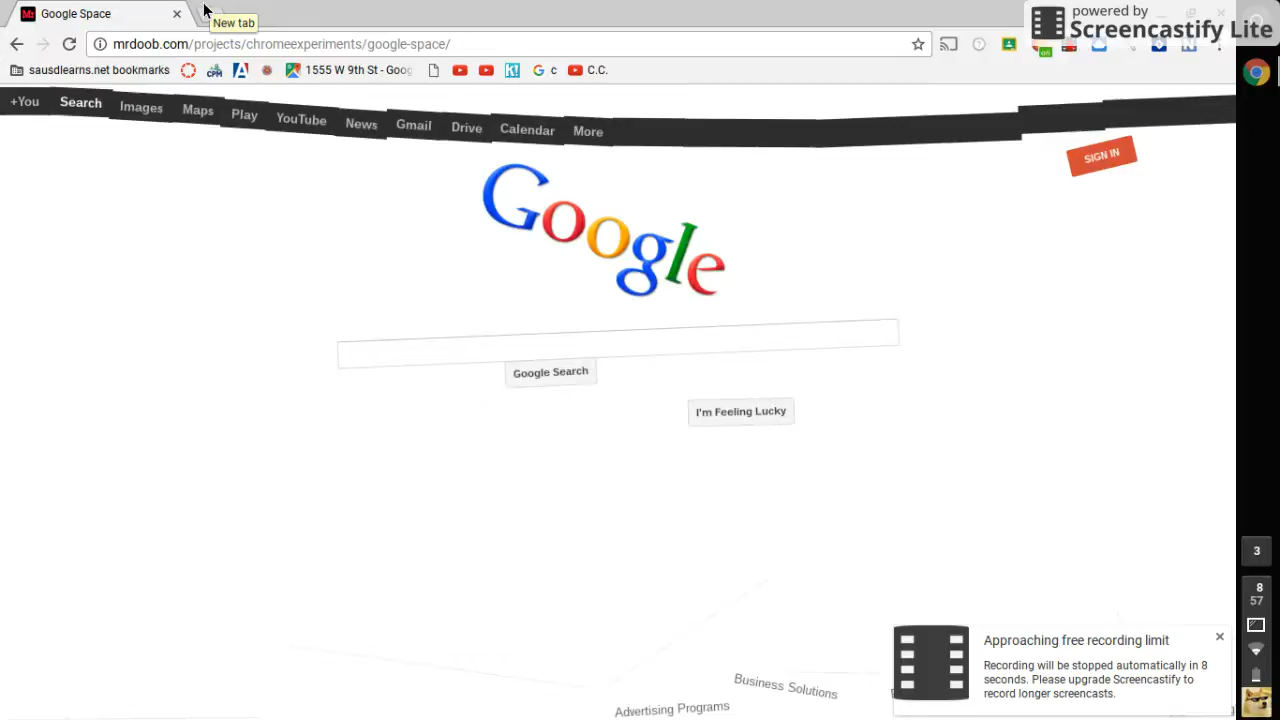 Google Space
New tab
powered by
Screencastify Lite
mrdoob.com/projects/chromeexperiments/google-space/
on
sausdlearns.net bookmarks
CPM
1555 W 9th St - Goog
c
C.C.
+You Search Images Maps Play YouTube News Gmail Drive Calendar More
SIGN IN
Google
Google Search
I'm Feeling Lucky
3
8
57
Approaching free recording limit
Recording will be stopped automatically in 8
seconds. Please upgrade Screencastify to
record longer screencasts.
Business Solutions
Advertising Programs